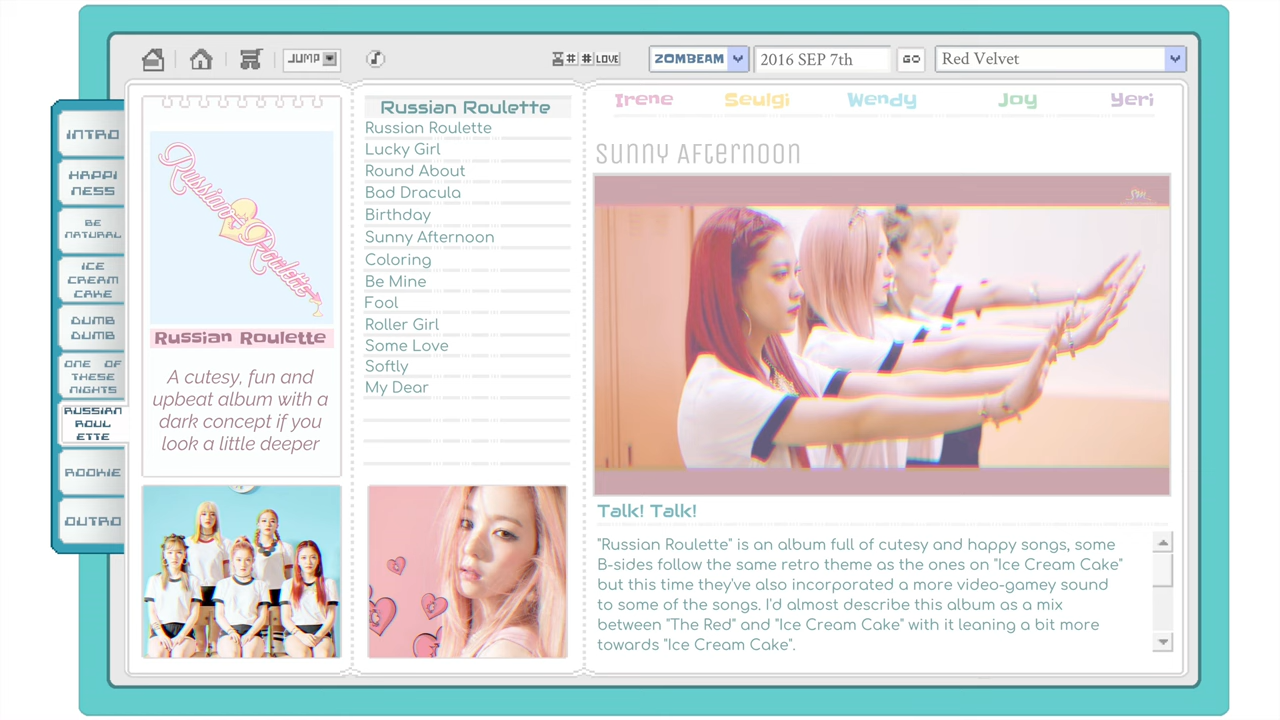 JUMP
# # LOVE
ZOMBEAM
2016 SEP 7th
GO
Red Velvet
INTRO
HAPPI
NESS
BE
NATURAL
ICE
CREAM
CAKE
DUMB
DUMB
ONE OF
THESE
NIGHTS
RUSSIAN
ROUL
ETTE
ROOKIE
OUTRO
Russian Roulette
Russian Roulette
A cutesy, fun and
upbeat album with a
dark concept if you
look a little deeper
Russian Roulette
Russian Roulette
Lucky Girl
Round About
Bad Dracula
Birthday
Sunny Afternoon
Coloring
Be Mine
Fool
Roller Girl
Some Love
Softly
My Dear
Irene Seulgi Wendy Joy Yeri
Sunny Afternoon
SM
Talk! Talk!
"Russian Roulette" is an album full of cutesy and happy songs, some
B-sides follow the same retro theme as the ones on "Ice Cream Cake"
but this time they've also incorporated a more video-gamey sound
to some of the songs. I'd almost describe this album as a mix
between "The Red" and "Ice Cream Cake" with it leaning a bit more
towards "Ice Cream Cake".